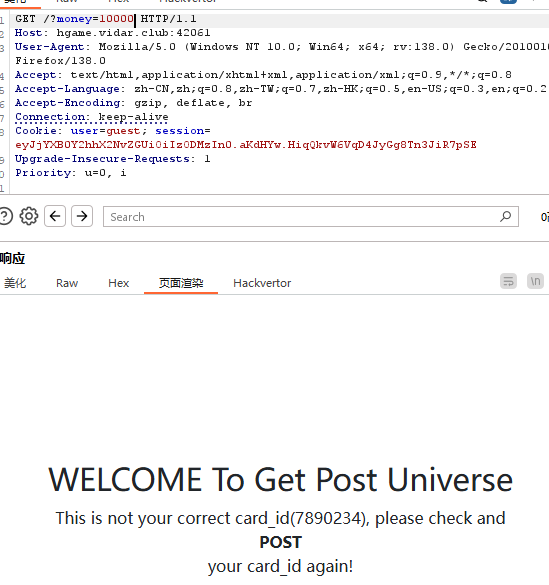 Raw
Hex
Hackvertor
1 GET /?money=10000 HTTP/1.1
2 Host: hgame.vidar.club:42061
3 User-Agent: Mozilla/5.0 (Windows NT 10.0; Win64; x64; rv:138.0) Gecko/2010010
Firefox/138.0
4 Accept: text/html,application/xhtml+xml,application/xml;q=0.9,*/*;q=0.8
5 Accept-Language: zh-CN,zh;q=0.8,zh-TW;q=0.7,zh-HK;q=0.5,en-US;q=0.3,en;q=0.2
6 Accept-Encoding: gzip, deflate, br
7 Connection: keep-alive
8 Cookie: user=guest; session=
eyJjYXB0Y2hhX2NvZGUiOiIzODMzIn0.aKdHYw.HiqQkvW6VqD4JyGg8Tn3JiR7pSE
9 Upgrade-Insecure-Requests: 1
10 Priority: u=0, i
Search
响应
美化 Raw Hex 页面渲染 Hackvertor
\n
WELCOME To Get Post Universe
This is not your correct card_id(7890234), please check and
POST
your card_id again!